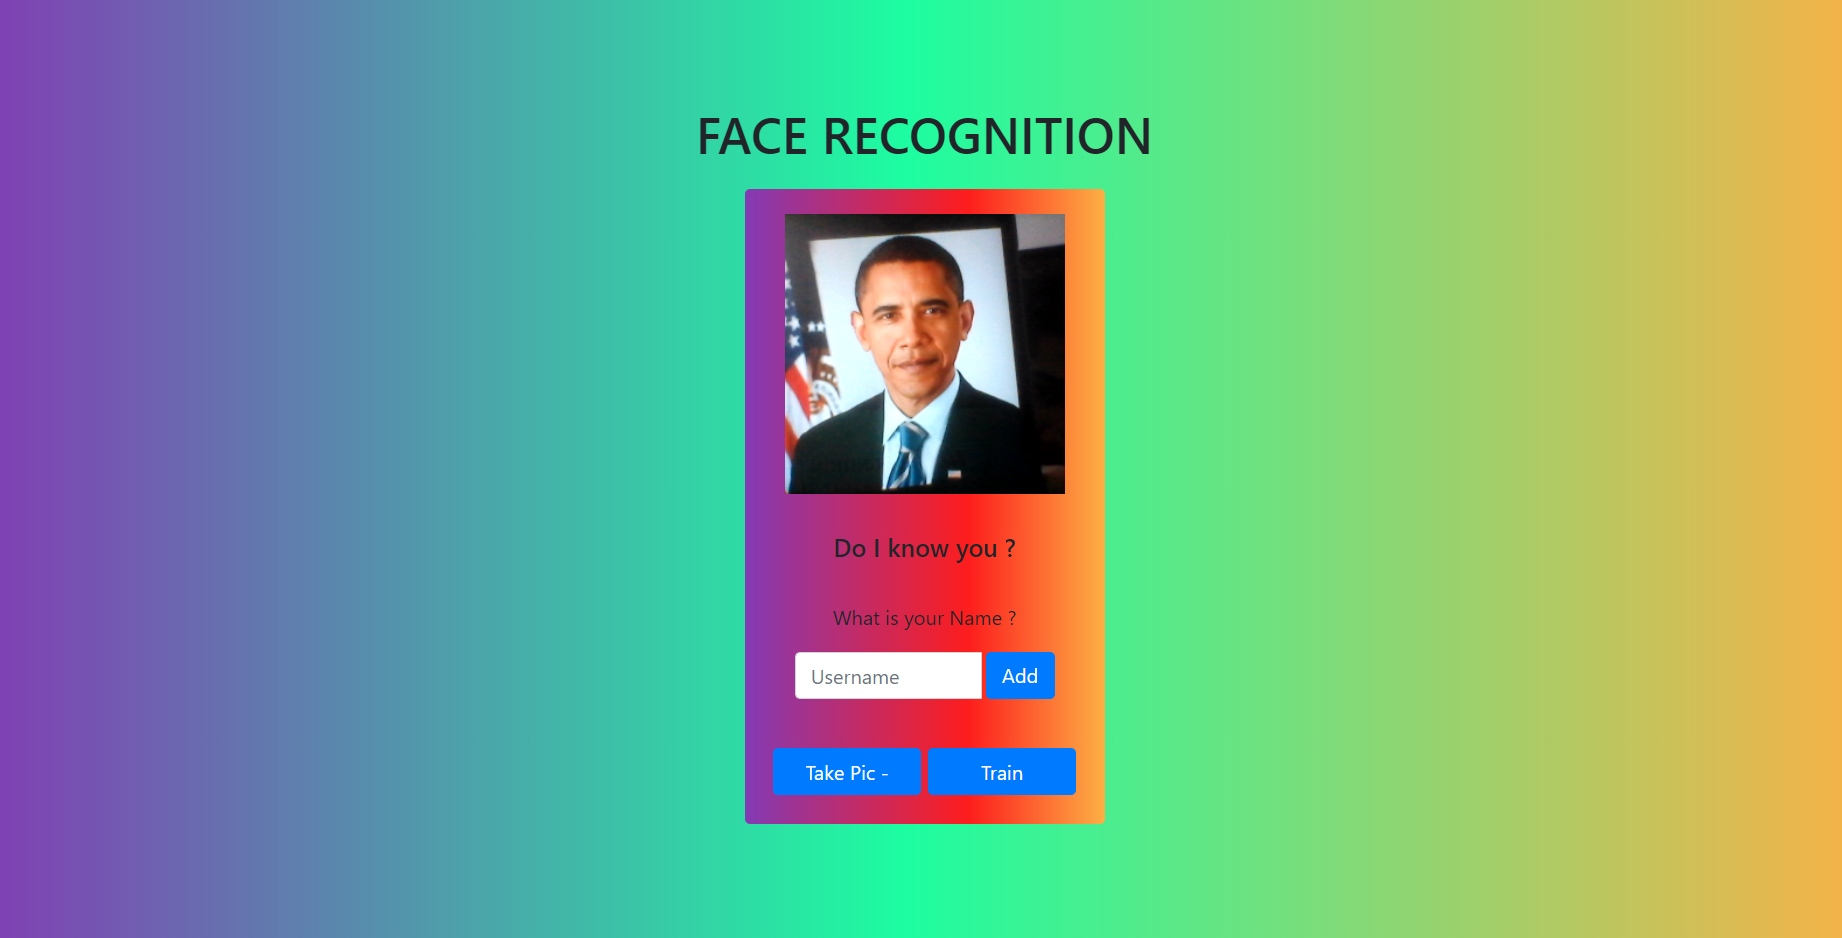 FACE RECOGNITION
Do I know you ?
What is your Name ?
Username Add
Take Pic - Train